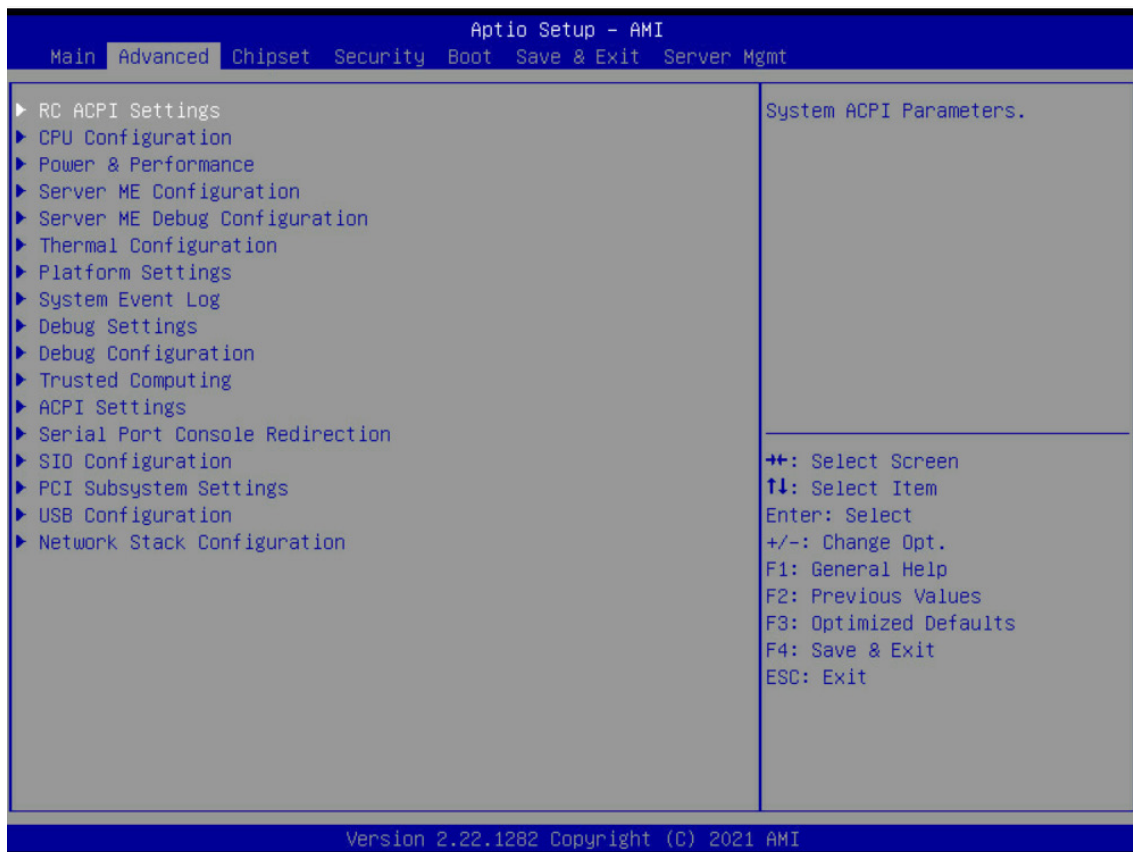 Aptio Setup - AMI
Main Advanced Chipset Security Boot Save & Exit Server Mgmt
RC ACPI Settings
CPU Configuration
Power & Performance
Server ME Configuration
Server ME Debug Configuration
Thermal Configuration
Platform Settings
System Event Log
Debug Settings
Debug Configuration
Trusted Computing
ACPI Settings
Serial Port Console Redirection
SIO Configuration
PCI Subsystem Settings
USB Configuration
Network Stack Configuration
System ACPI Parameters.
→←: Select Screen
↑↓: Select Item
Enter: Select
+/-: Change Opt.
F1: General Help
F2: Previous Values
F3: Optimized Defaults
F4: Save & Exit
ESC: Exit
Version 2.22.1282 Copyright (C) 2021 AMI